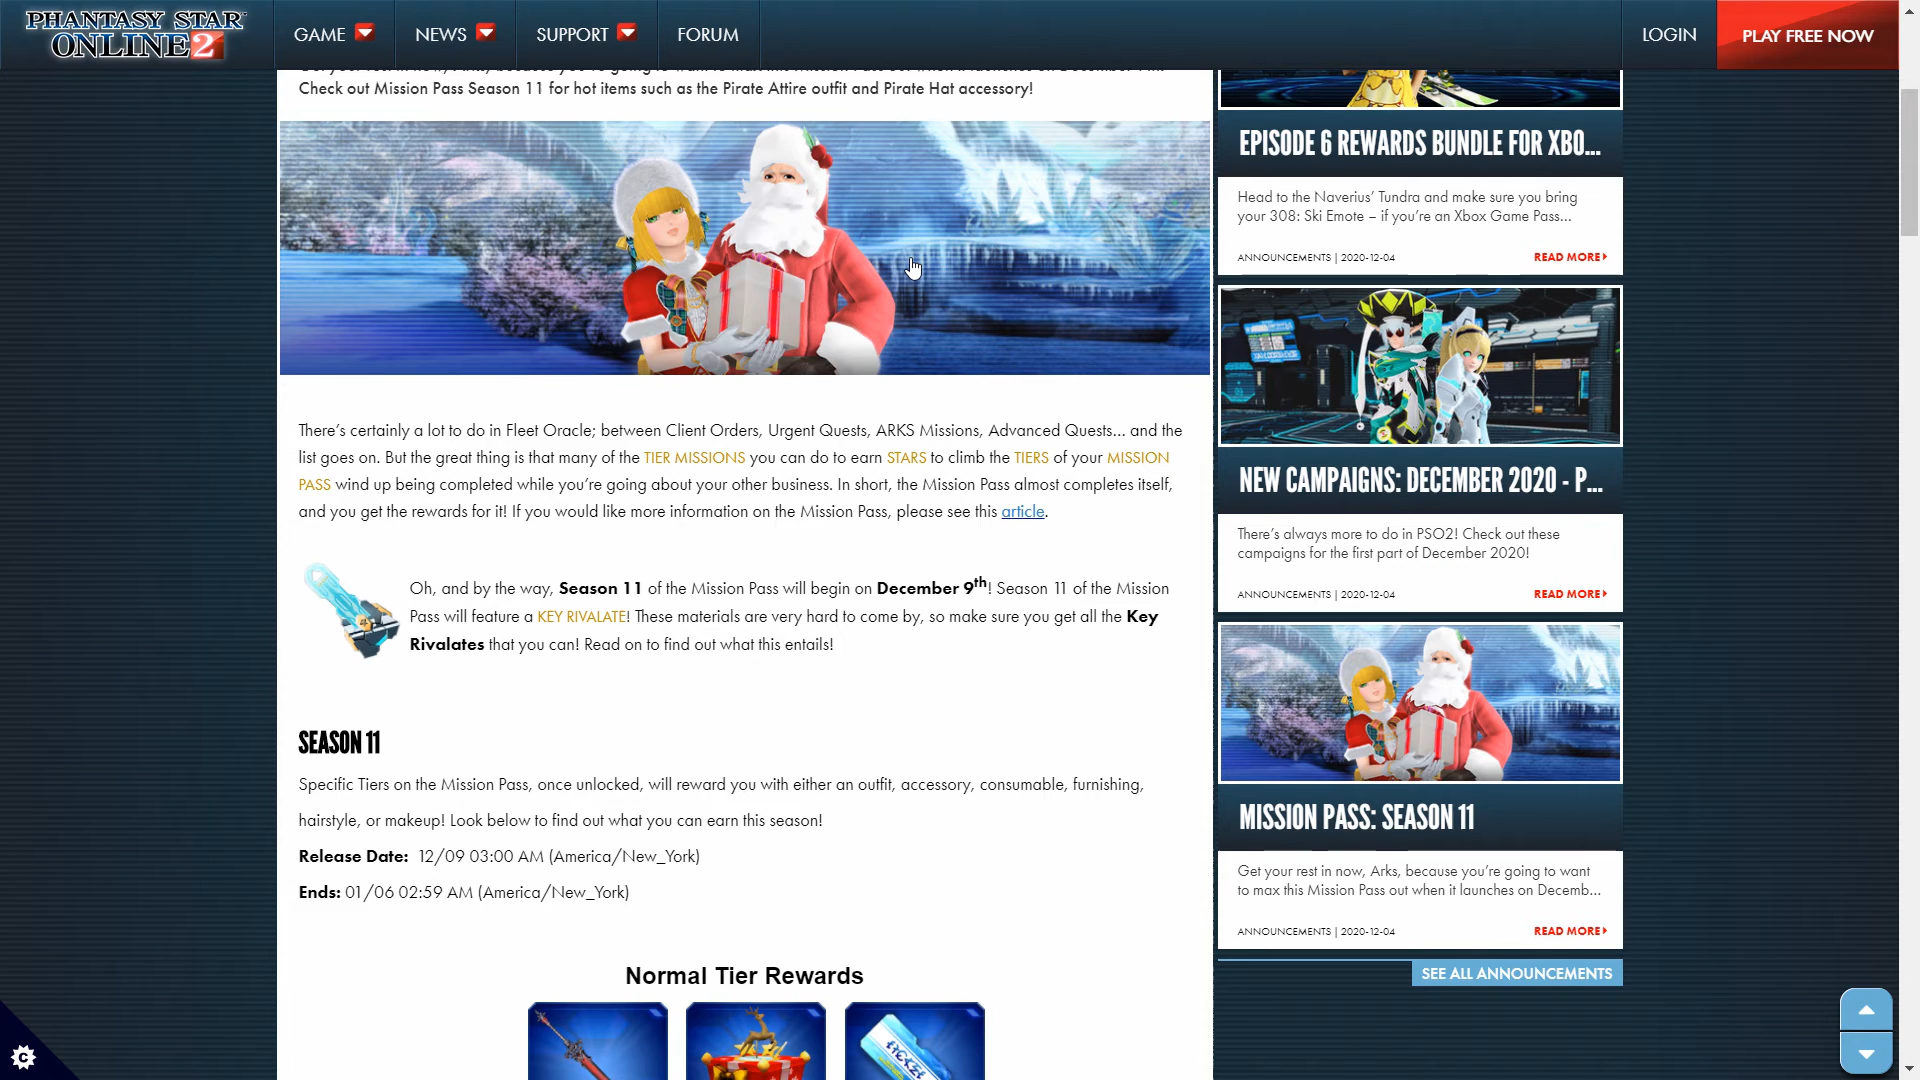 PHANTASY STAR
ONLINE 2
GAME
NEWS
SUPPORT
FORUM
LOGIN
PLAY FREE NOW
Check out Mission Pass Season 11 for hot items such as the Pirate Attire outfit and Pirate Hat accessory!
There's certainly a lot to do in Fleet Oracle; between Client Orders, Urgent Quests, ARKS Missions, Advanced Quests... and the
list goes on. But the great thing is that many of the TIER MISSIONS you can do to earn STARS to climb the TIERS of your MISSION
PASS wind up being completed while you're going about your other business. In short, the Mission Pass almost completes itself,
and you get the rewards for it! If you would like more information on the Mission Pass, please see this article.
Oh, and by the way, Season 11 of the Mission Pass will begin on December 9th! Season 11 of the Mission
Pass will feature a KEY RIVALATE! These materials are very hard to come by, so make sure you get all the Key
Rivalates that you can! Read on to find out what this entails!
SEASON 11
Specific Tiers on the Mission Pass, once unlocked, will reward you with either an outfit, accessory, consumable, furnishing,
hairstyle, or makeup! Look below to find out what you can earn this season!
Release Date: 12/09 03:00 AM (America/New_York)
Ends: 01/06 02:59 AM (America/New_York)
Normal Tier Rewards
TICKET
EPISODE 6 REWARDS BUNDLE FOR XBO...
Head to the Naverius' Tundra and make sure you bring
your 308: Ski Emote – if you're an Xbox Game Pass...
ANNOUNCEMENTS | 2020-12-04
READ MORE
NEW CAMPAIGNS: DECEMBER 2020 - P...
There's always more to do in PSO2! Check out these
campaigns for the first part of December 2020!
ANNOUNCEMENTS | 2020-12-04
READ MORE
MISSION PASS: SEASON 11
Get your rest in now, Arks, because you're going to want
to max this Mission Pass out when it launches on Decemb...
ANNOUNCEMENTS | 2020-12-04
READ MORE
SEE ALL ANNOUNCEMENTS